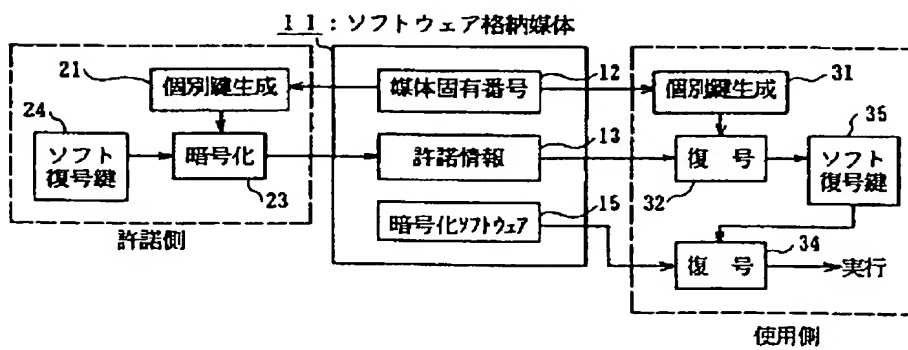 11:ソフトウェア格納媒体
21
個別鍵生成
24
ソフト
復号鍵
暗号化
23
許諾側
媒体固有番号
12
許諾情報
13
暗号化ソフトウェア
15
個別鍵生成
31
復 号
32
35
ソフト
復号鍵
復 号
34
実行
使用側